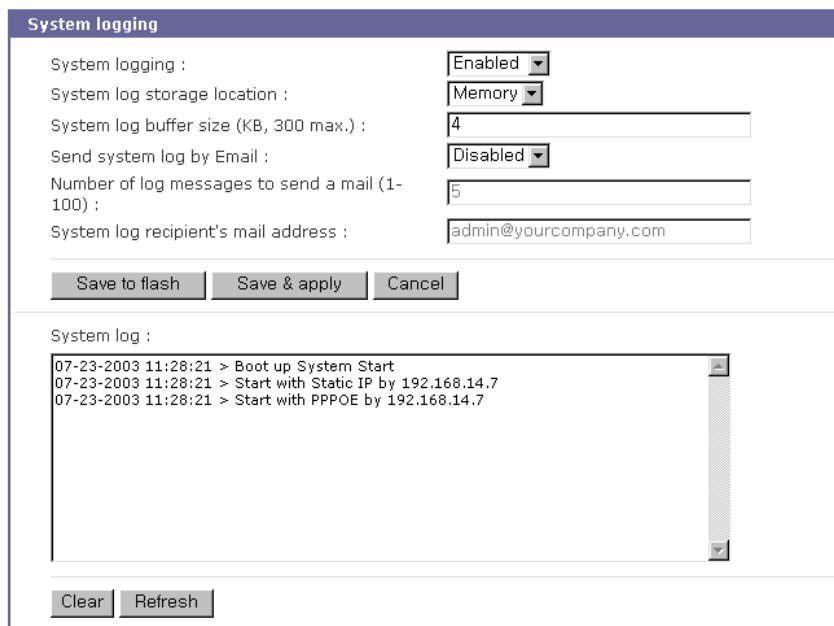 System logging
System logging : Enabled
System log storage location : Memory
System log buffer size (KB, 300 max.) : 4
Send system log by Email : Disabled
Number of log messages to send a mail (1-
100) : 5
System log recipient's mail address : admin@yourcompany.com
Save to flash Save & apply Cancel
System log :
07-23-2003 11:28:21 > Boot up System Start
07-23-2003 11:28:21 > Start with Static IP by 192.168.14.7
07-23-2003 11:28:21 > Start with PPPOE by 192.168.14.7
Clear Refresh